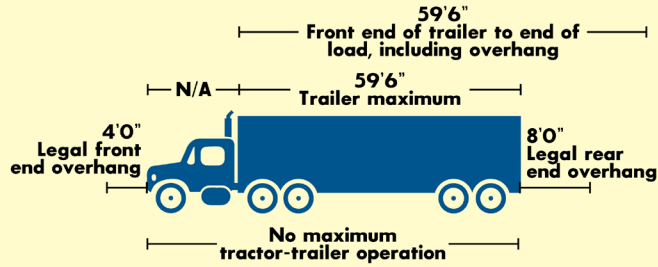 59'6"
Front end of trailer to end of
load, including overhang
N/A
59'6"
Trailer maximum
4'0"
Legal front
end overhang
8'0"
Legal rear
end overhang
No maximum
tractor-trailer operation